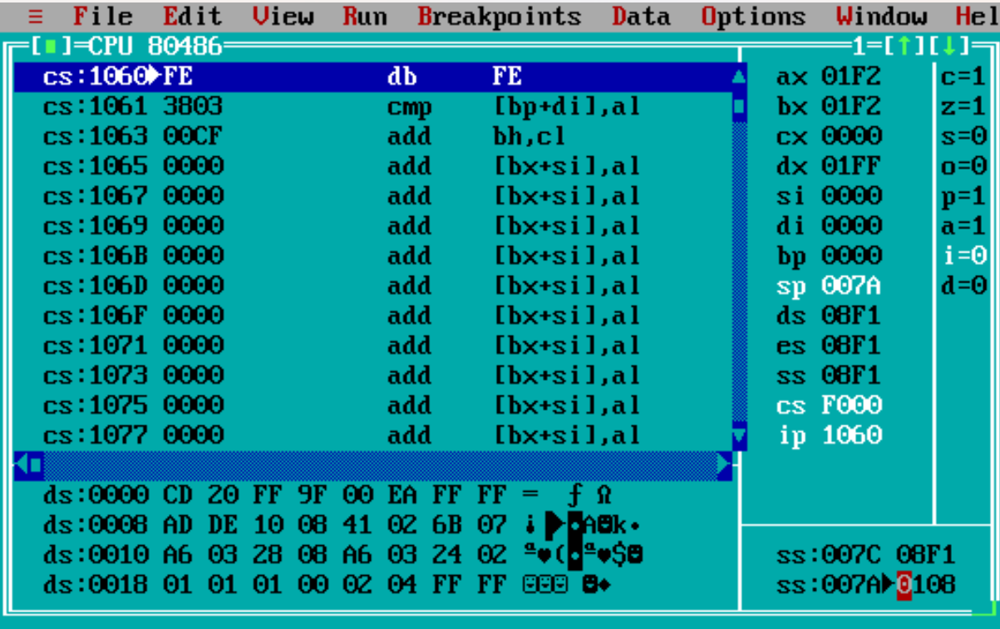 ≡ File Edit View Run Breakpoints Data Options Window Hel
[■]=CPU 80486 1=[↑][↓]
cs:1060►FE db FE ax 01F2 c=1
cs:1061 3803 cmp [bp+di],al bx 01F2 z=1
cs:1063 00CF add bh,cl cx 0000 s=0
cs:1065 0000 add [bx+si],al dx 01FF o=0
cs:1067 0000 add [bx+si],al si 0000 p=1
cs:1069 0000 add [bx+si],al di 0000 a=1
cs:106B 0000 add [bx+si],al bp 0000 i=0
cs:106D 0000 add [bx+si],al sp 007A d=0
cs:106F 0000 add [bx+si],al ds 08F1
cs:1071 0000 add [bx+si],al es 08F1
cs:1073 0000 add [bx+si],al ss 08F1
cs:1075 0000 add [bx+si],al cs F000
cs:1077 0000 add [bx+si],al ip 1060
ds:0000 CD 20 FF 9F 00 EA FF FF = ƒ Ω
ds:0008 AD DE 10 08 41 02 6B 07 ¡▐►◘A☻k•
ds:0010 A6 03 28 08 A6 03 24 02 ª♥(◘ª♥$☻ ss:007C 08F1
ds:0018 01 01 01 00 02 04 FF FF ☺☺☺ ☻♦ ss:007A►0108